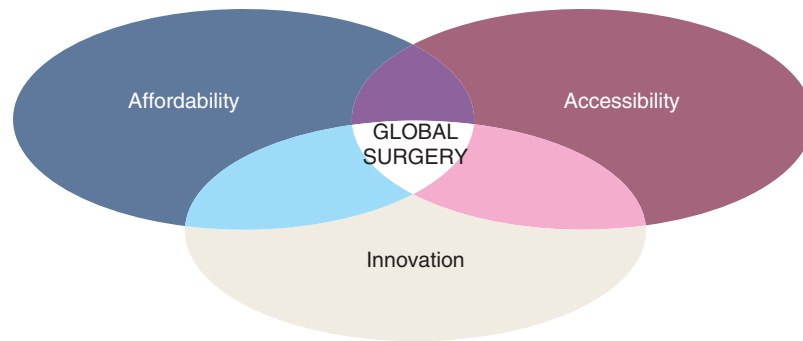 Affordability
Accessibility
GLOBAL
SURGERY
Innovation